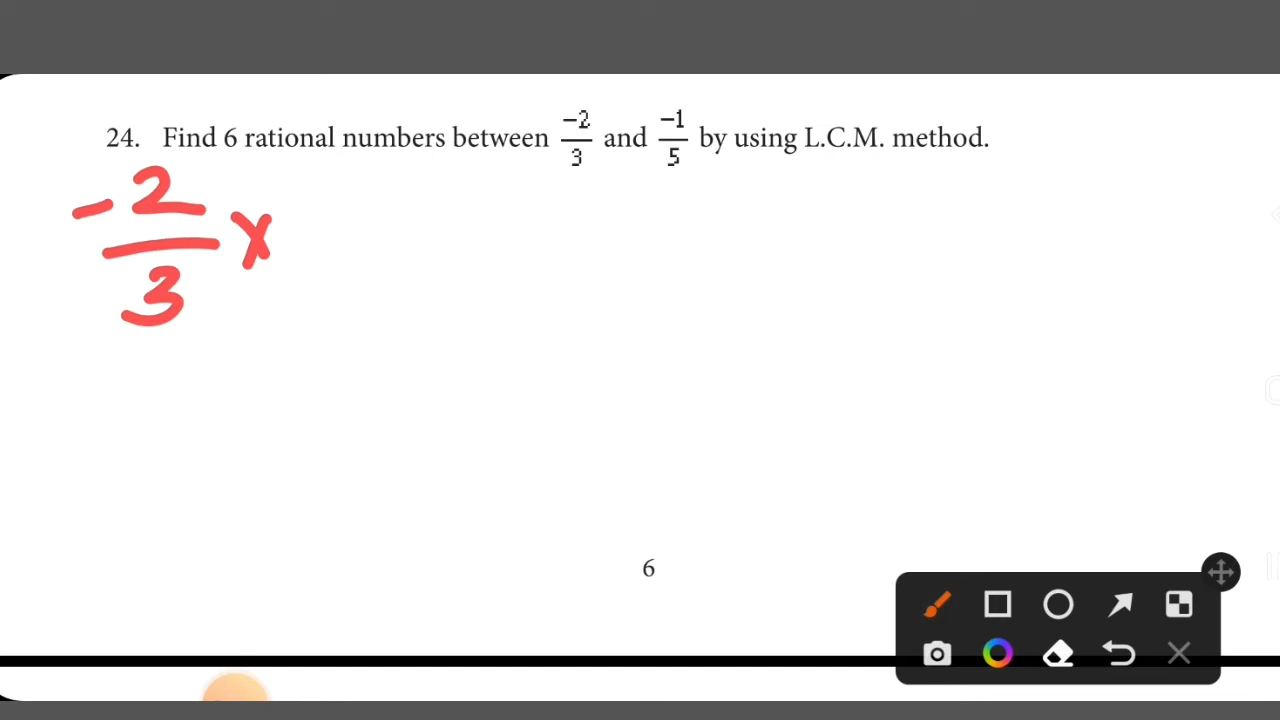 24. Find 6 rational numbers between -2/3 and -1/5 by using L.C.M. method.
-2/3 x
6